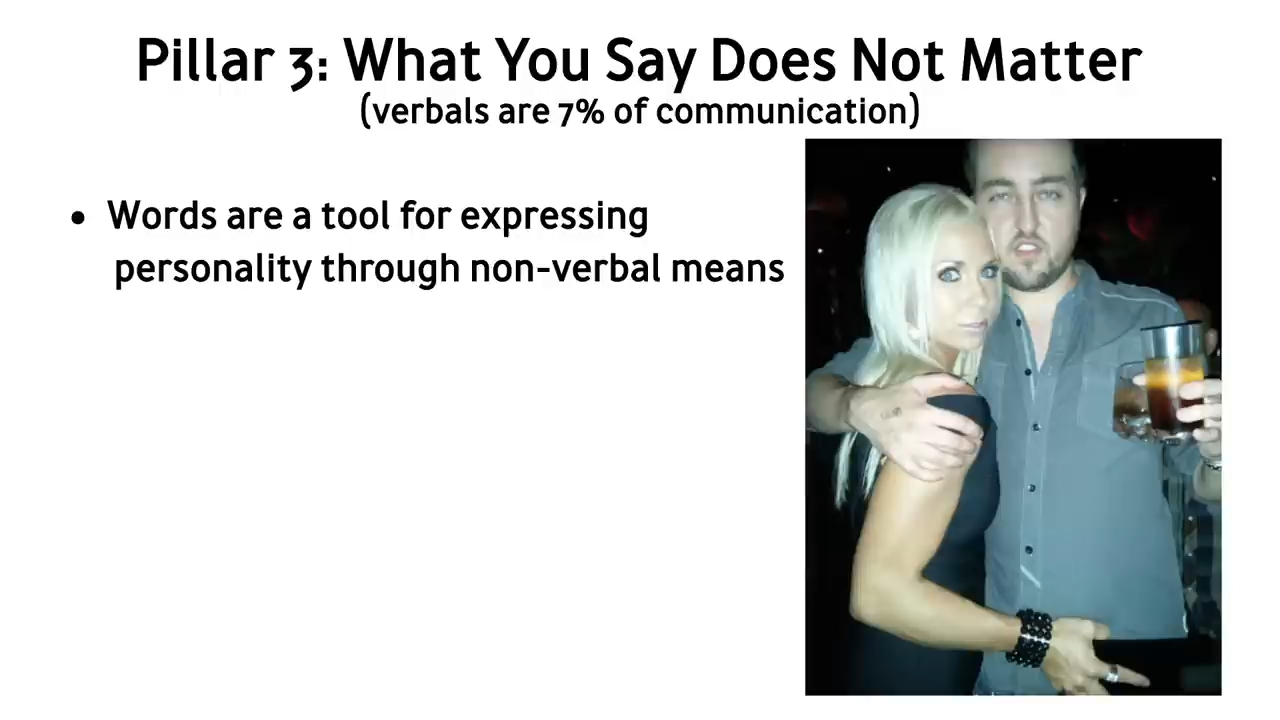 Pillar 3: What You Say Does Not Matter
(verbals are 7% of communication)
• Words are a tool for expressing
personality through non-verbal means